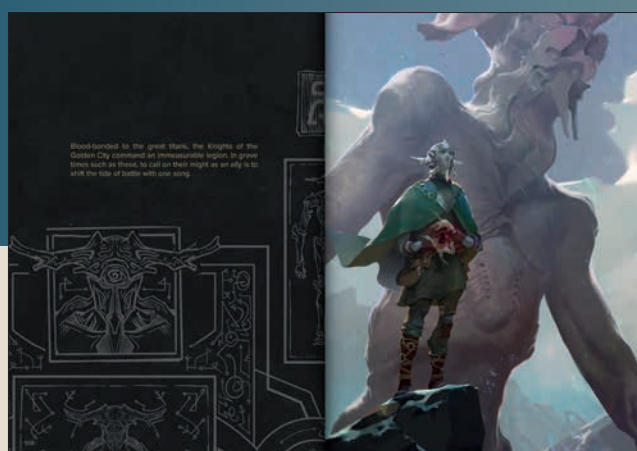 Blood-bonded to the great titans, the Knights of the
Golden City command an immeasurable legion. In grave
times such as these, to call on their might as an ally is to
shift the tide of battle with one song.